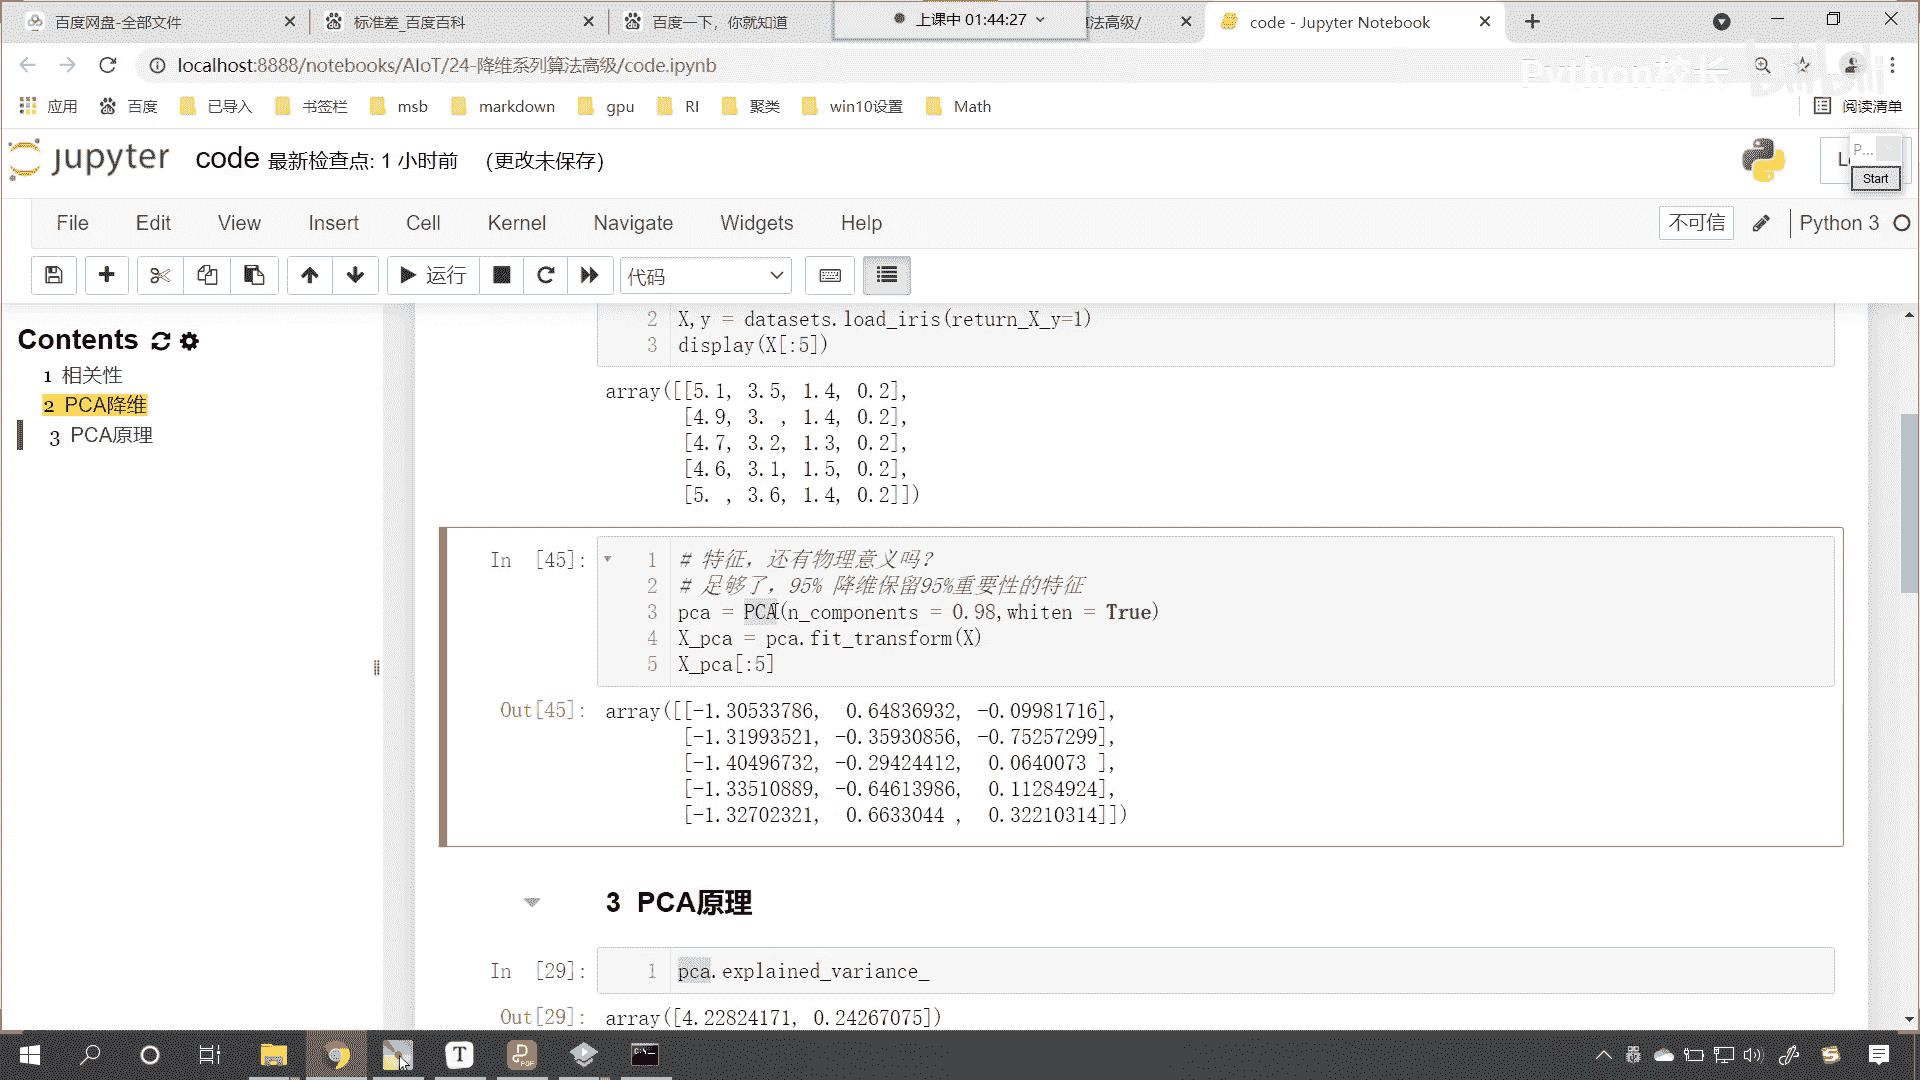 百度网盘-全部文件
标准差_百度百科
百度一下，你就知道
上课中 01:44:27
法高级/
code - Jupyter Notebook
localhost:8888/notebooks/AIoT/24-降维系列算法高级/code.ipynb
Python校长
bilibili
应用
百度
已导入
书签栏
msb
markdown
gpu
RI
聚类
win10设置
Math
阅读清单
jupyter
code 最新检查点: 1 小时前 (更改未保存)
P...
Start
File Edit View Insert Cell Kernel Navigate Widgets Help
不可信
Python 3
运行
代码
Contents
1 相关性
2 PCA降维
3 PCA原理
2 X,y = datasets.load_iris(return_X_y=1)
3 display(X[:5])
array([[5.1, 3.5, 1.4, 0.2],
[4.9, 3. , 1.4, 0.2],
[4.7, 3.2, 1.3, 0.2],
[4.6, 3.1, 1.5, 0.2],
[5. , 3.6, 1.4, 0.2]])
In [45]:
1 # 特征，还有物理意义吗？
2 # 足够了，95% 降维保留95%重要性的特征
3 pca = PCA(n_components = 0.98,whiten = True)
4 X_pca = pca.fit_transform(X)
5 X_pca[:5]
Out[45]:
array([[-1.30533786, 0.64836932, -0.09981716],
[-1.31993521, -0.35930856, -0.75257299],
[-1.40496732, -0.29424412, 0.0640073 ],
[-1.33510889, -0.64613986, 0.11284924],
[-1.32702321, 0.6633044 , 0.32210314]])
3 PCA原理
In [29]:
1 pca.explained_variance_
Out[29]:
array([4.22824171, 0.24267075])